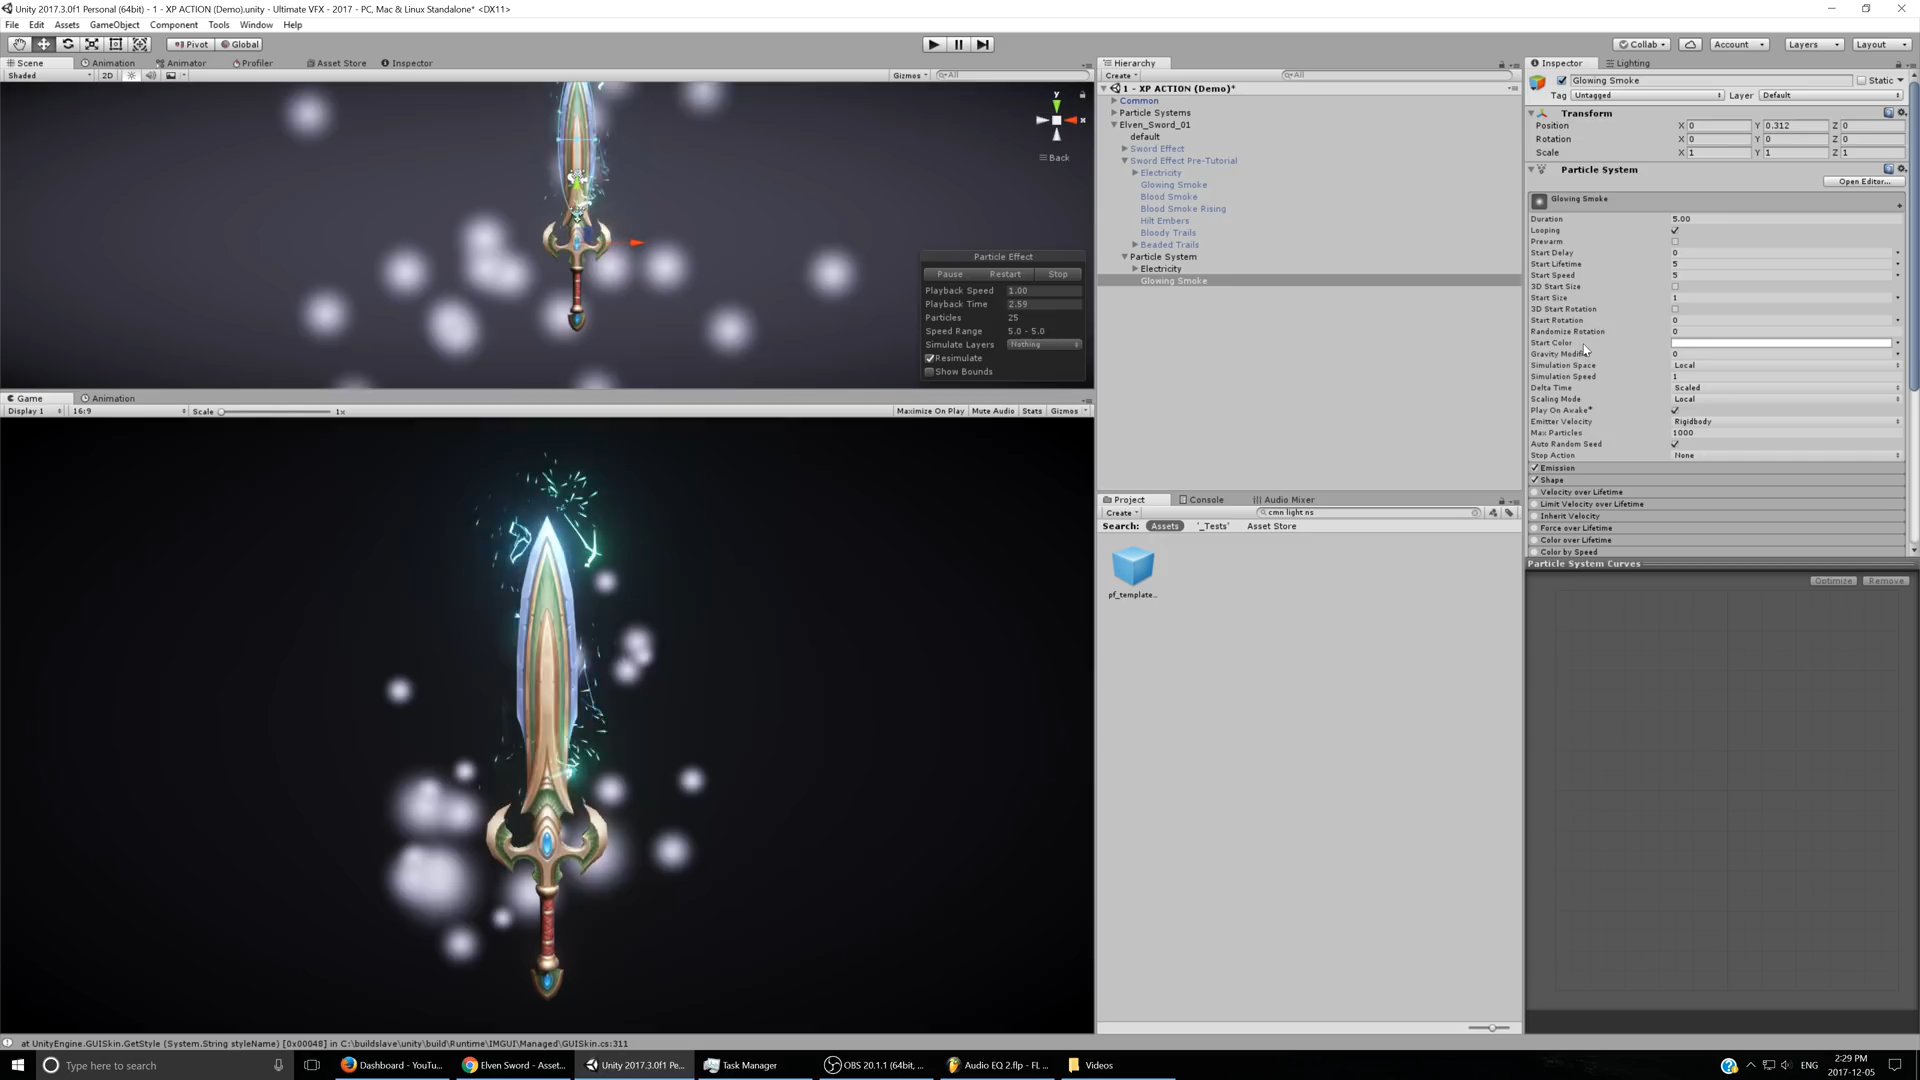 Unity 2017.3.0f1 Personal (64bit) - 1 - XP ACTION (Demo).unity - Ultimate VFX - 2017 - PC, Mac & Linux Standalone* <DX11>
File Edit Assets GameObject Component Tools Window Help
Pivot Global
Collab Account Layers Layout
Scene Animation Animator Profiler Asset Store Inspector
Shaded 2D Gizmos All
y
x
Back
Particle Effect
Pause Restart Stop
Playback Speed 1.00
Playback Time 2.59
Particles 25
Speed Range 5.0 - 5.0
Simulate Layers Nothing
Resimulate
Show Bounds
Game Animation
Display 1 16:9 Scale 1x Maximize On Play Mute Audio Stats Gizmos
Hierarchy
Create All
1 - XP ACTION (Demo)*
Common
Particle Systems
Elven_Sword_01
default
Sword Effect
Sword Effect Pre-Tutorial
Electricity
Glowing Smoke
Blood Smoke
Blood Smoke Rising
Hilt Embers
Bloody Trails
Beaded Trails
Particle System
Electricity
Glowing Smoke
Project Console Audio Mixer
Create cmn light ns
Search: Assets '_Tests' Asset Store
pf_template...
Inspector Lighting
Glowing Smoke Static
Tag Untagged Layer Default
Transform
Position X 0 Y 0.312 Z 0
Rotation X 0 Y 0 Z 0
Scale X 1 Y 1 Z 1
Particle System
Open Editor...
Glowing Smoke
Duration 5.00
Looping
Prewarm
Start Delay 0
Start Lifetime 5
Start Speed 5
3D Start Size
Start Size 1
3D Start Rotation
Start Rotation 0
Randomize Rotation 0
Start Color
Gravity Modifier 0
Simulation Space Local
Simulation Speed 1
Delta Time Scaled
Scaling Mode Local
Play On Awake*
Emitter Velocity Rigidbody
Max Particles 1000
Auto Random Seed
Stop Action None
Emission
Shape
Velocity over Lifetime
Limit Velocity over Lifetime
Inherit Velocity
Force over Lifetime
Color over Lifetime
Color by Speed
Particle System Curves
Optimize Remove
at UnityEngine.GUISkin.GetStyle (System.String styleName) [0x00048] in C:\buildslave\unity\build\Runtime\IMGUI\Managed\GUISkin.cs:311
Type here to search
Dashboard - YouTu... Elven Sword - Asset... Unity 2017.3.0f1 Pe... Task Manager OBS 20.1.1 (64bit, ... Audio EQ 2.flp - FL ... Videos
ENG
2:29 PM
2017-12-05